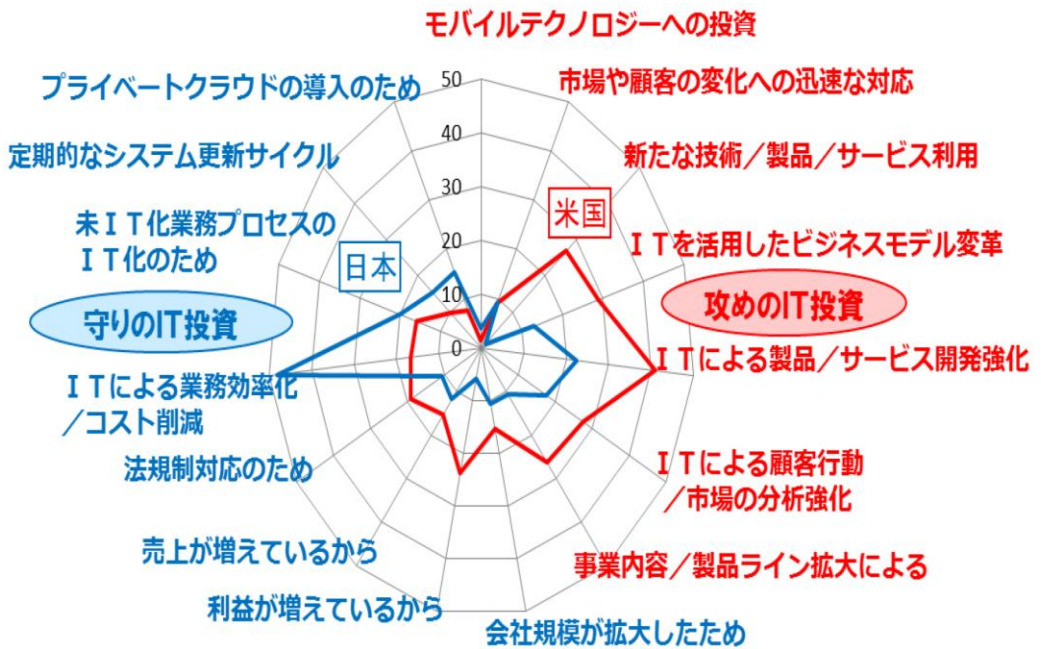 モバイルテクノロジーへの投資
プライベートクラウドの導入のため
市場や顧客の変化への迅速な対応
定期的なシステム更新サイクル
新たな技術／製品／サービス利用
未ＩＴ化業務プロセスの
ＩＴ化のため
日本
米国
ＩＴを活用したビジネスモデル変革
守りのIT投資
攻めのIT投資
50
40
30
20
10
0
ＩＴによる業務効率化
／コスト削減
ＩＴによる製品／サービス開発強化
法規制対応のため
ＩＴによる顧客行動
／市場の分析強化
売上が増えているから
事業内容／製品ライン拡大による
利益が増えているから
会社規模が拡大したため